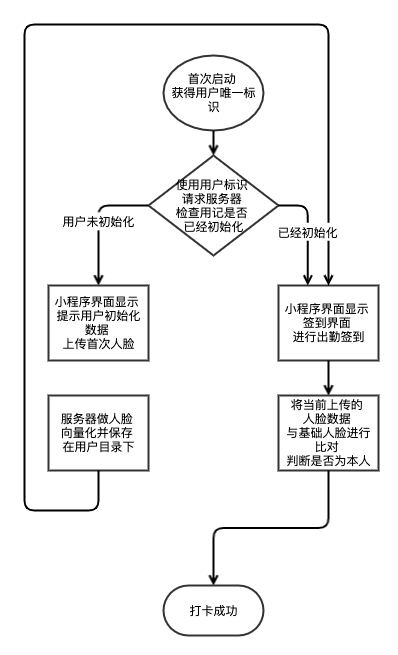 首次启动
获得用户唯一标
识
使用用户标识
请求服务器
检查用记是否
已经初始化
用户未初始化
已经初始化
小程序界面显示
提示用户初始化
数据
上传首次人脸
小程序界面显示
签到界面
进行出勤签到
服务器做人脸
向量化并保存
在用户目录下
将当前上传的
人脸数据
与基础人脸进行
比对
判断是否为本人
打卡成功